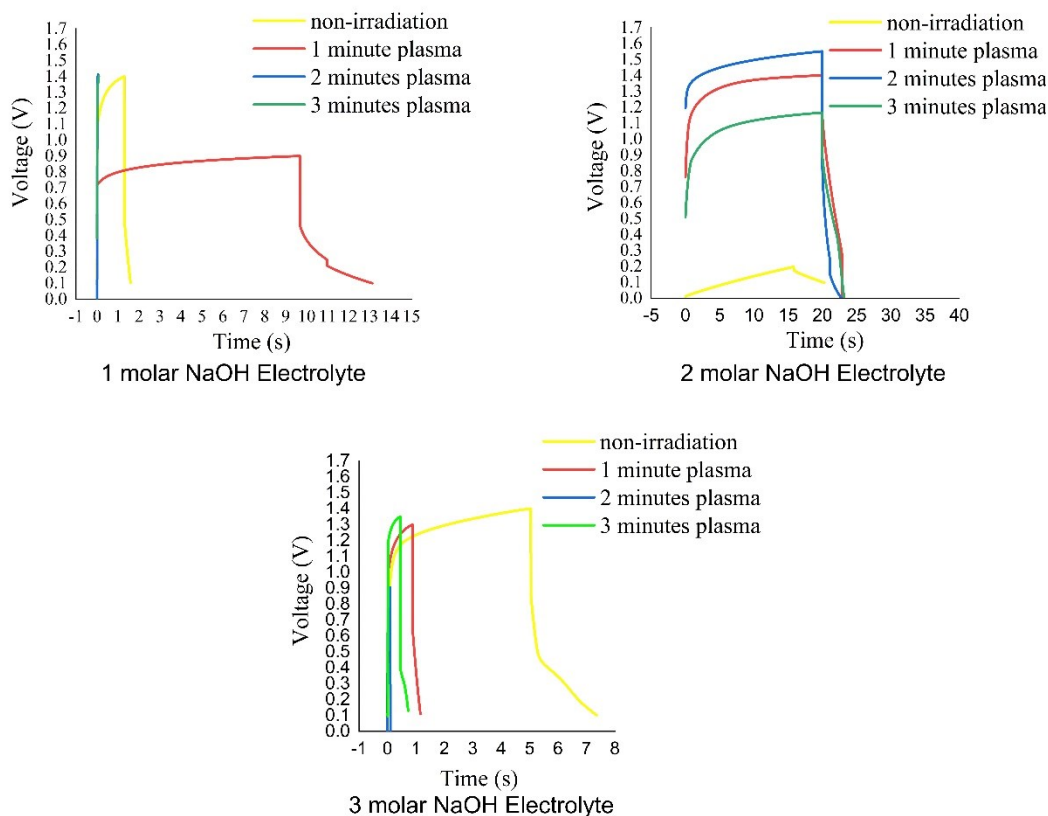 non-irradiation
1 minute plasma
2 minutes plasma
3 minutes plasma
Voltage (V)
1.7
1.6
1.5
1.4
1.3
1.2
1.1
1.0
0.9
0.8
0.7
0.6
0.5
0.4
0.3
0.2
0.1
0.0
-1 0 1 2 3 4 5 6 7 8 9 10 11 12 13 14 15
Time (s)
1 molar NaOH Electrolyte
non-irradiation
1 minute plasma
2 minutes plasma
3 minutes plasma
Voltage (V)
1.7
1.6
1.5
1.4
1.3
1.2
1.1
1.0
0.9
0.8
0.7
0.6
0.5
0.4
0.3
0.2
0.1
0.0
-5 0 5 10 15 20 25 30 35 40
Time (s)
2 molar NaOH Electrolyte
non-irradiation
1 minute plasma
2 minutes plasma
3 minutes plasma
Voltage (V)
1.7
1.6
1.5
1.4
1.3
1.2
1.1
1.0
0.9
0.8
0.7
0.6
0.5
0.4
0.3
0.2
0.1
0.0
-1 0 1 2 3 4 5 6 7 8
Time (s)
3 molar NaOH Electrolyte